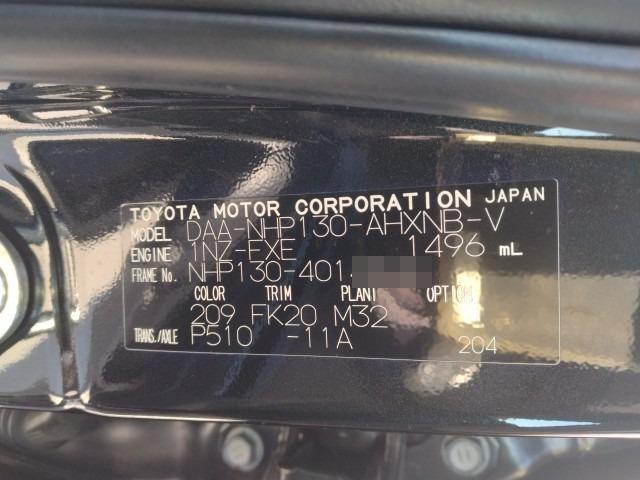 TOYOTA MOTOR CORPORATION JAPAN
MODEL DAA-NHP130-AHXNB-V
ENGINE 1NZ-EXE 1496 mL
FRAME No. NHP130-401
COLOR TRIM PLANT OPTION
209 FK20 M32
TRANS./AXLE P510 -11A 204